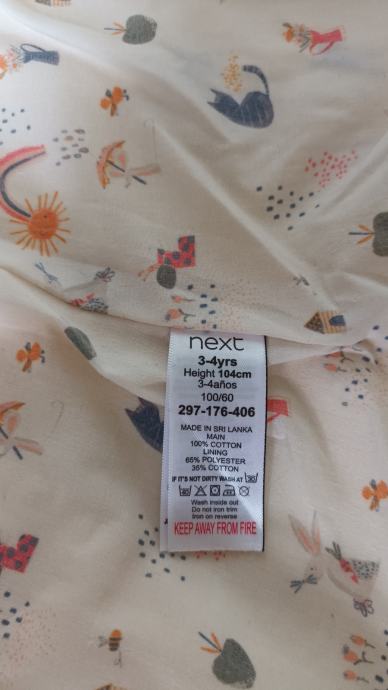 next
3-4yrs
Height 104cm
3-4años
100/60
297-176-406
MADE IN SRI LANKA
MAIN
100% COTTON
LINING
65% POLYESTER
35% COTTON
IF IT'S NOT DIRTY WASH AT 30
Wash inside out
Do not iron trim
Iron on reverse
KEEP AWAY FROM FIRE